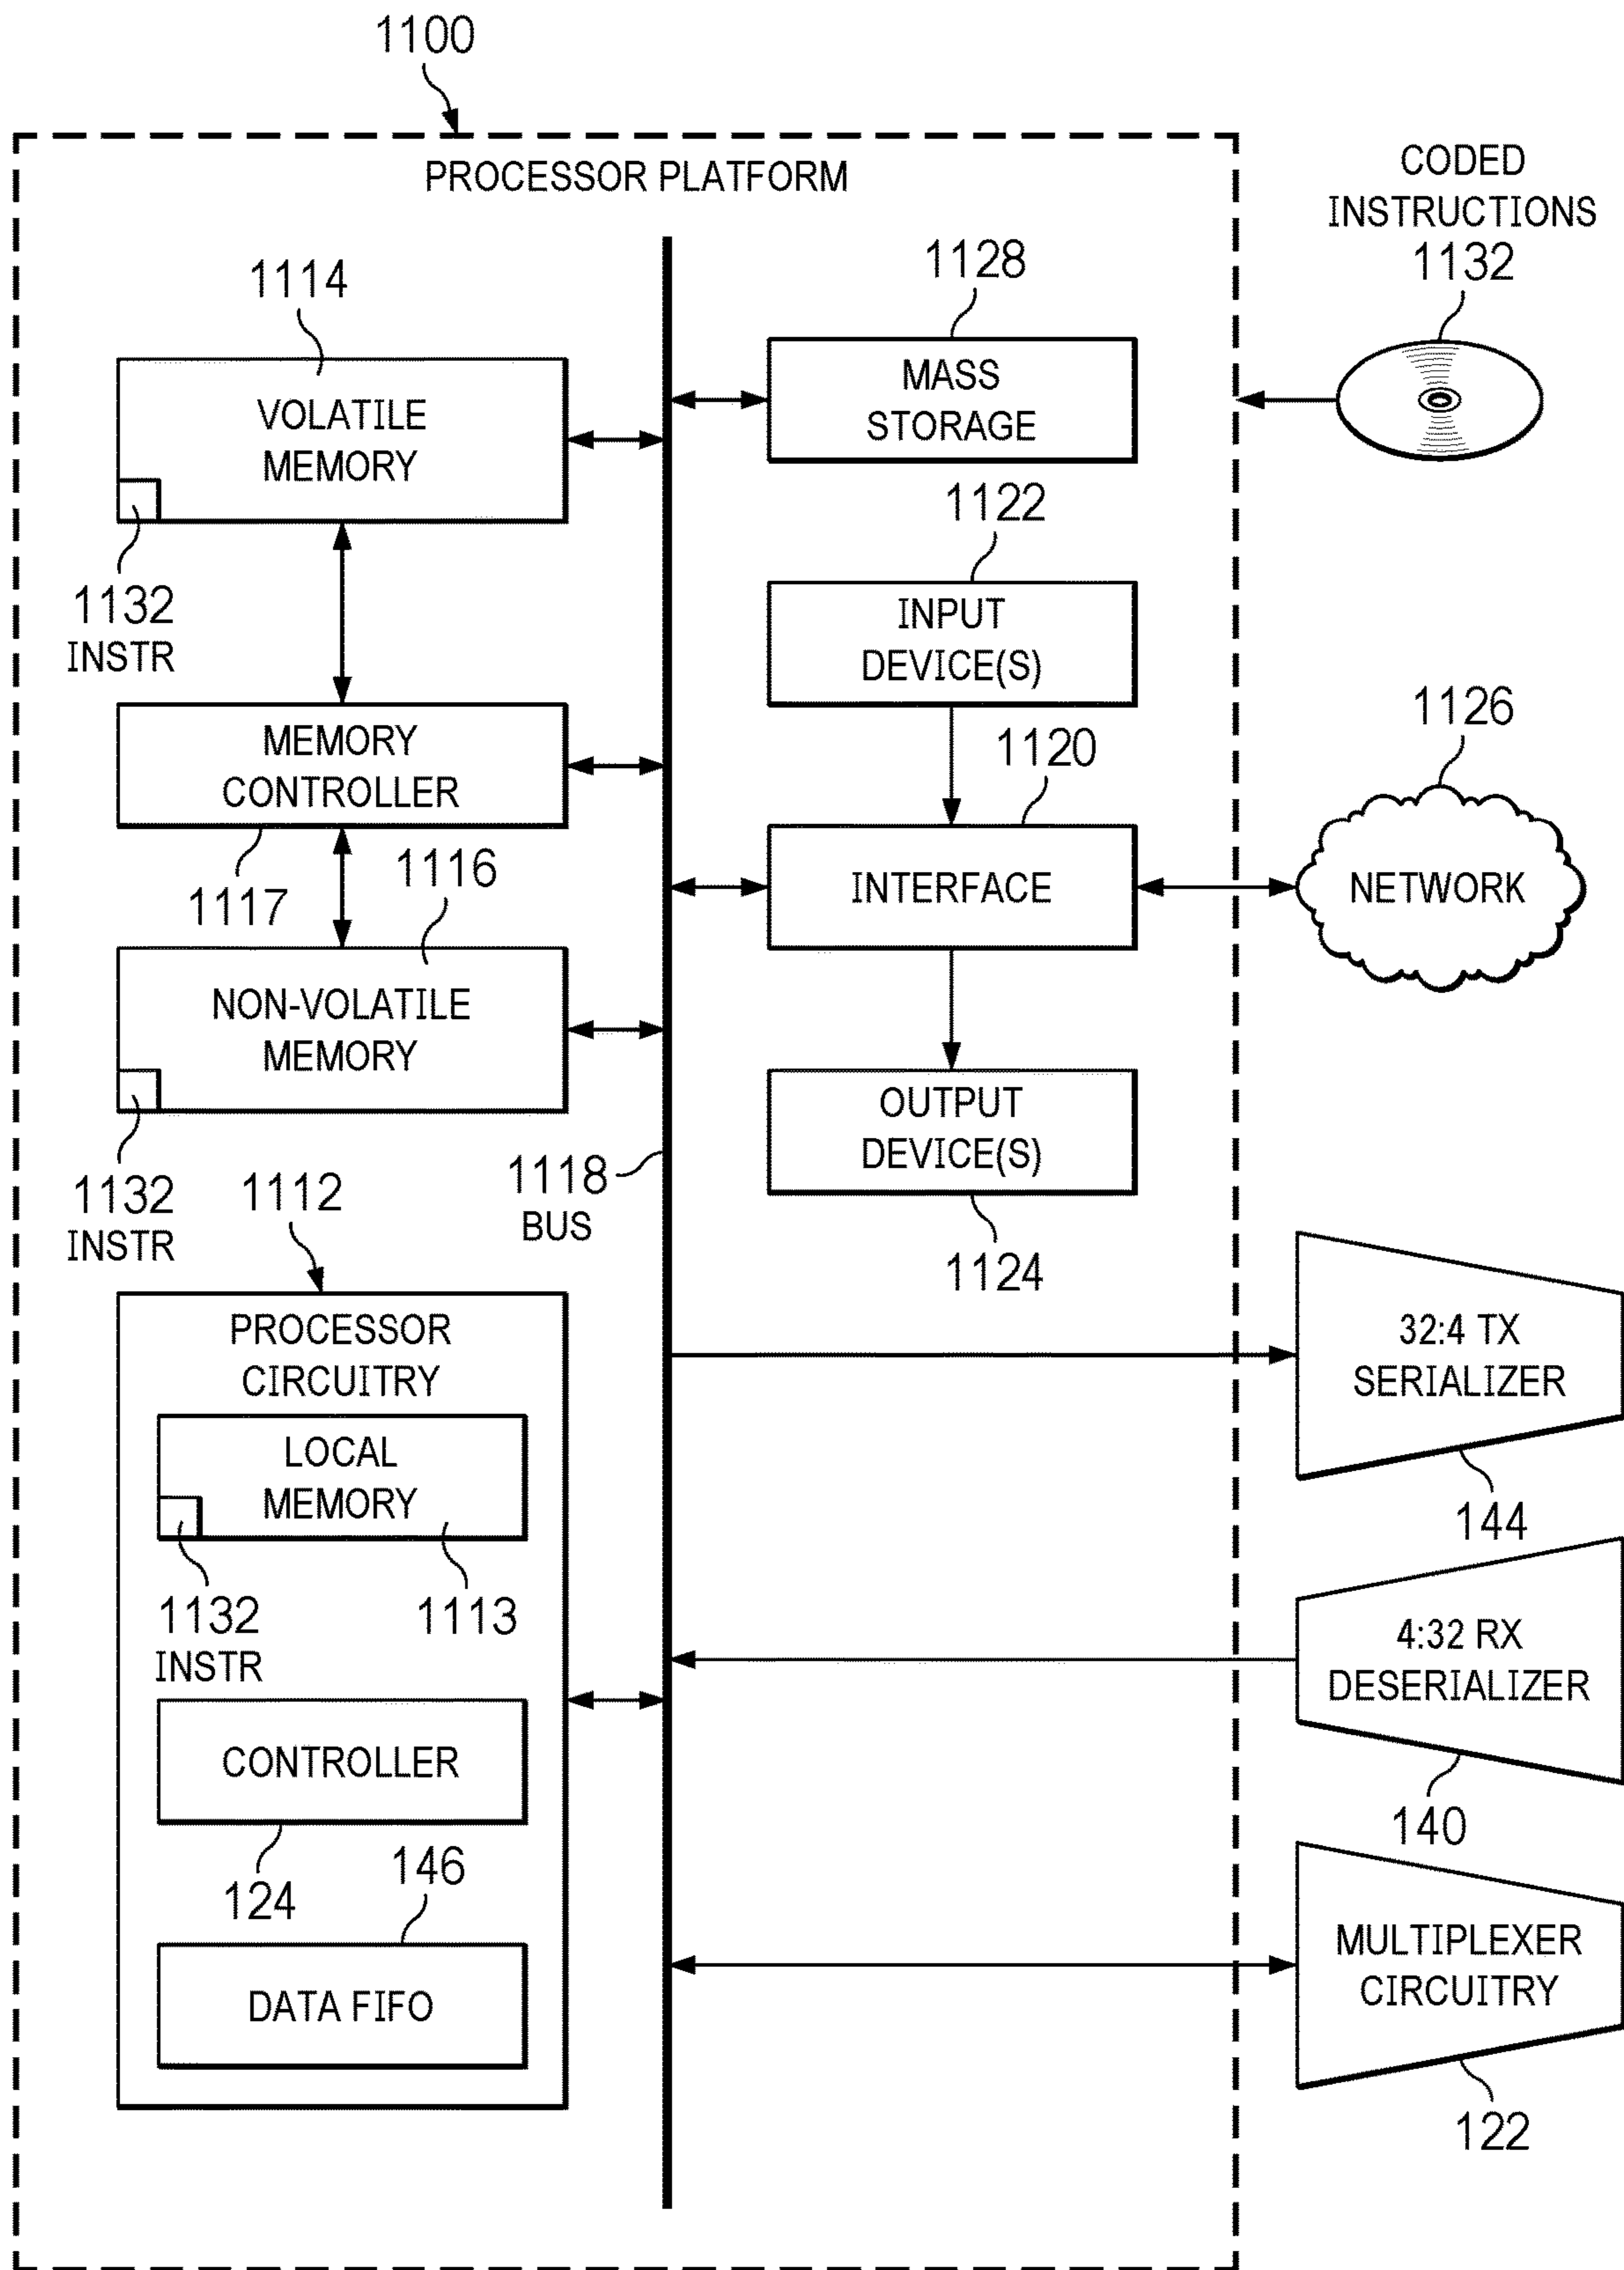 1100
PROCESSOR PLATFORM
1114
VOLATILE
MEMORY
1132
INSTR
MEMORY
CONTROLLER
1117
1116
NON-VOLATILE
MEMORY
1132
INSTR
1112
PROCESSOR
CIRCUITRY
LOCAL
MEMORY
1132
INSTR
1113
CONTROLLER
124
146
DATA FIFO
1118
BUS
1128
MASS
STORAGE
1122
INPUT
DEVICE(S)
1120
INTERFACE
OUTPUT
DEVICE(S)
1124
CODED
INSTRUCTIONS
1132
1126
NETWORK
32:4 TX
SERIALIZER
144
4:32 RX
DESERIALIZER
140
MULTIPLEXER
CIRCUITRY
122